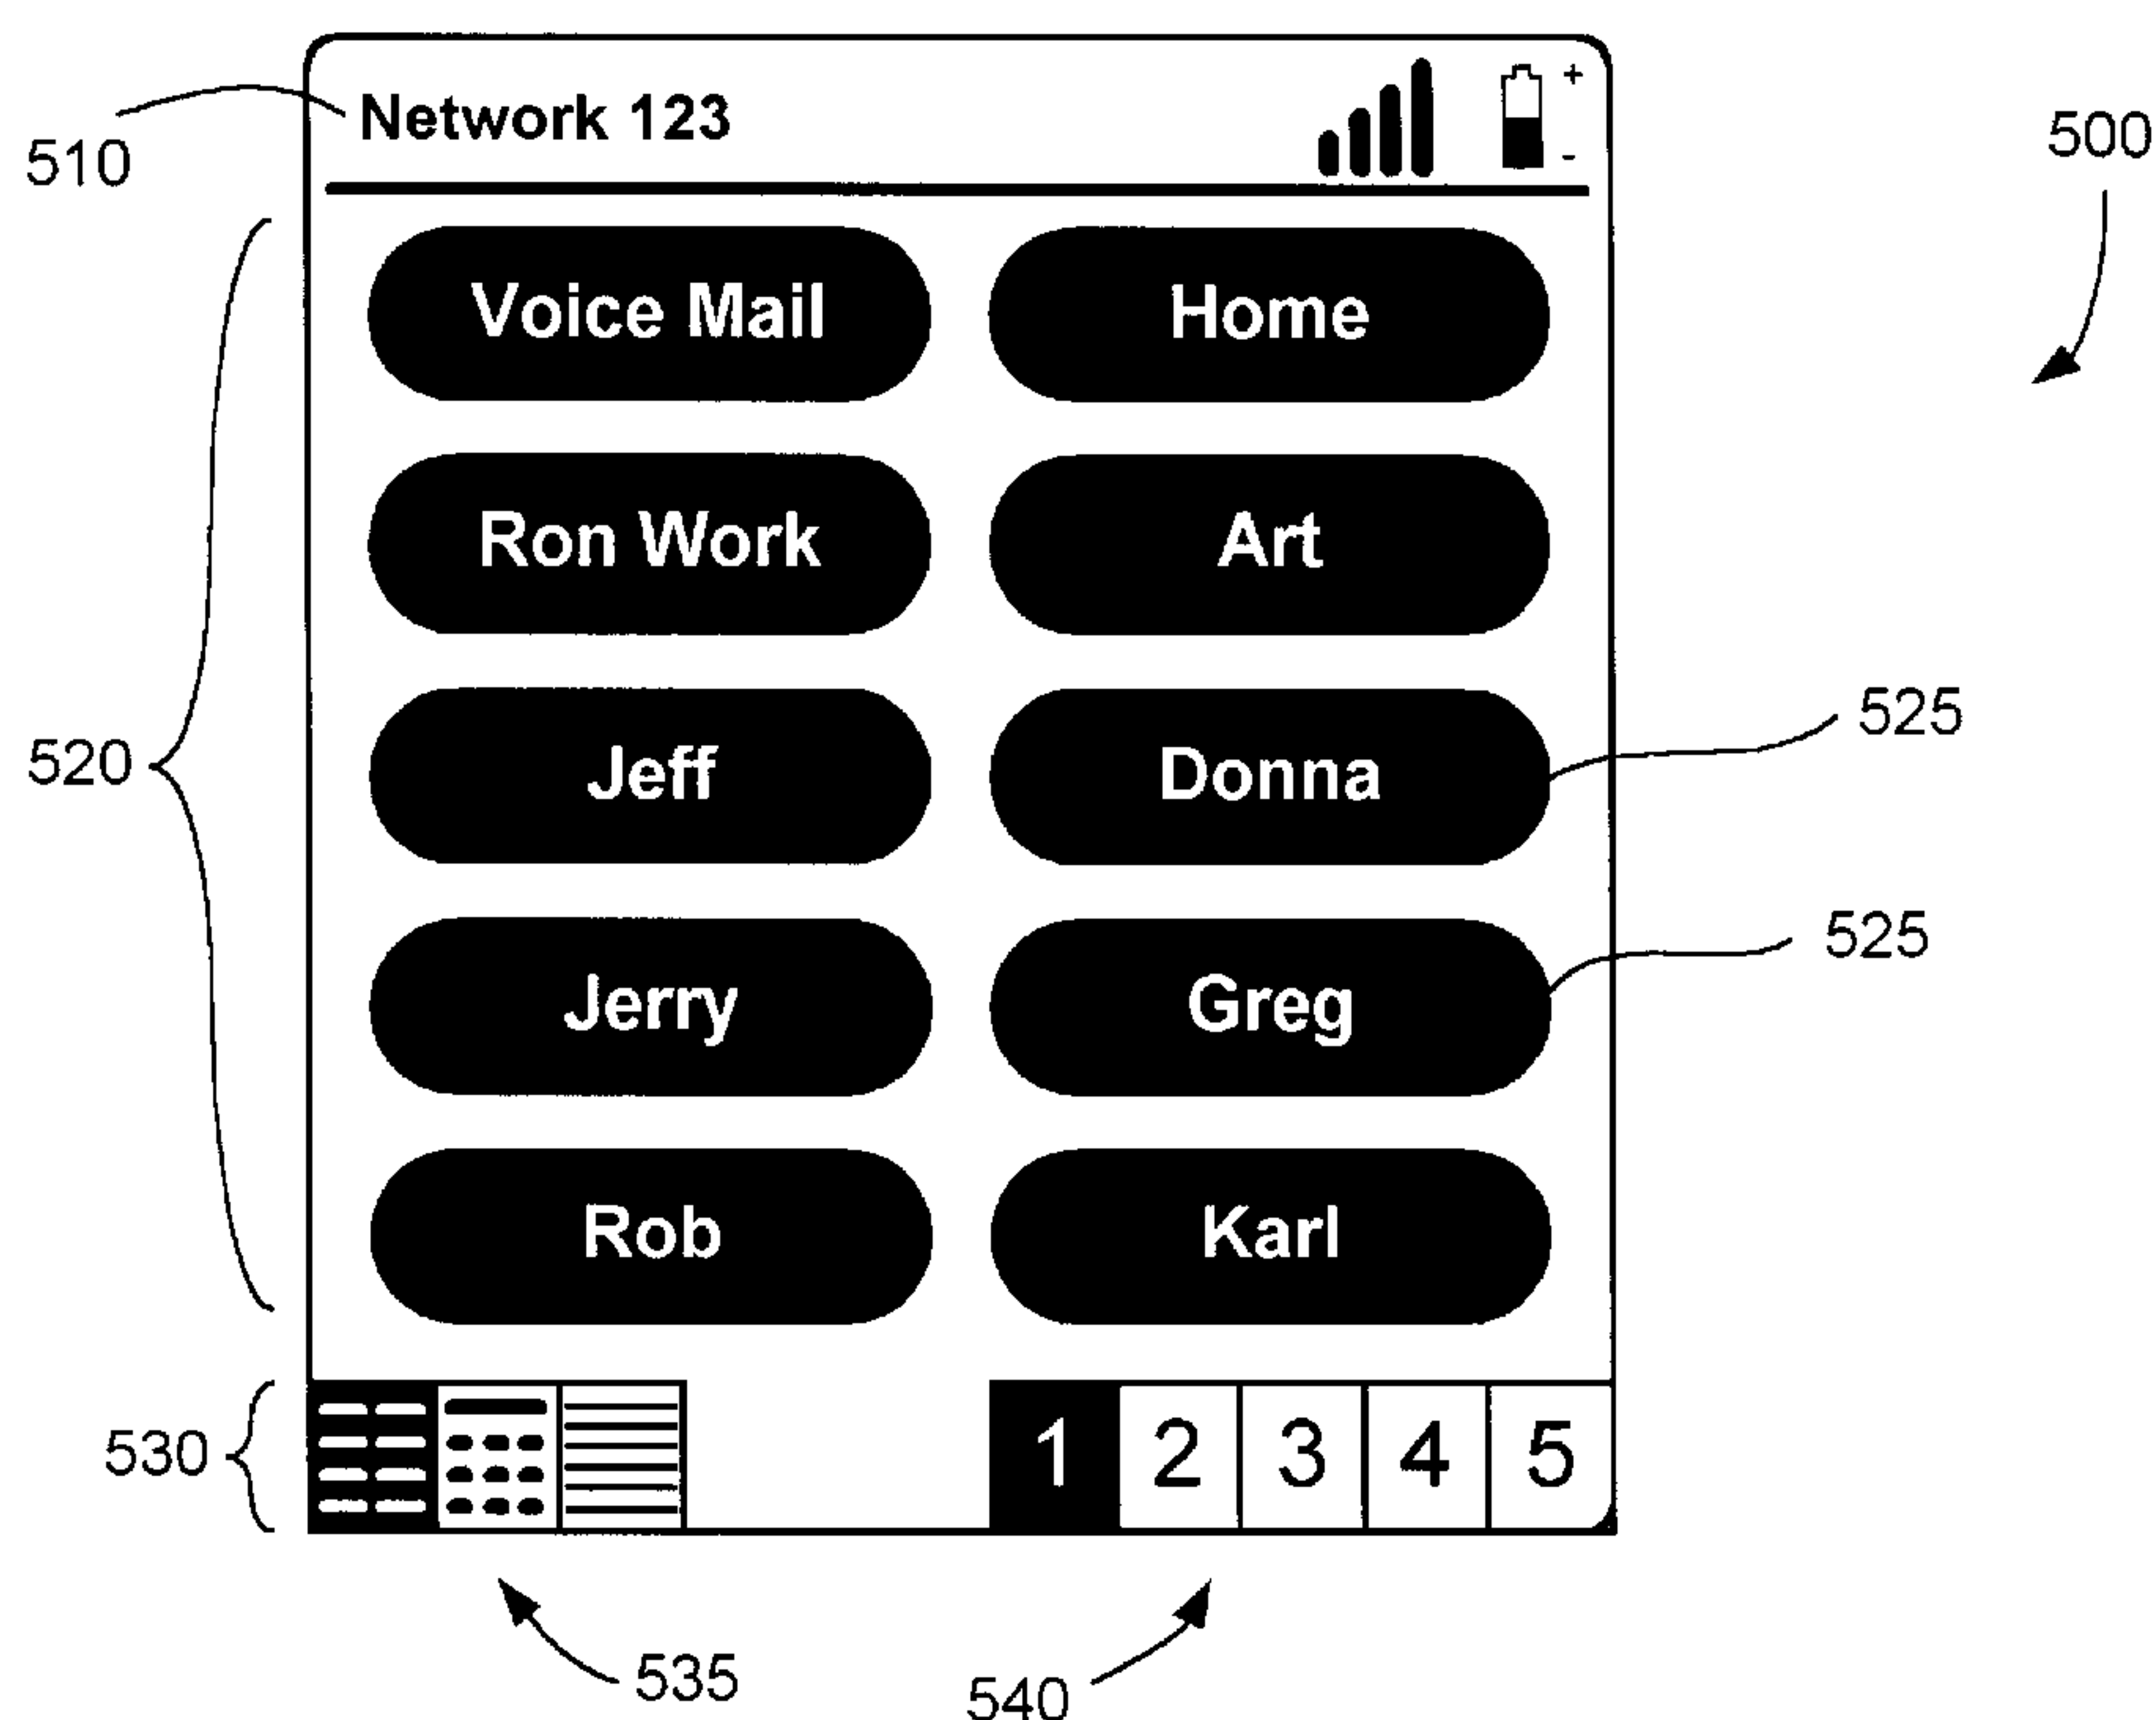 Network 123
+
-
510
500
Voice Mail Home
Ron Work Art
520
Jeff Donna
525
Jerry Greg
525
Rob Karl
530
1 2 3 4 5
535
540